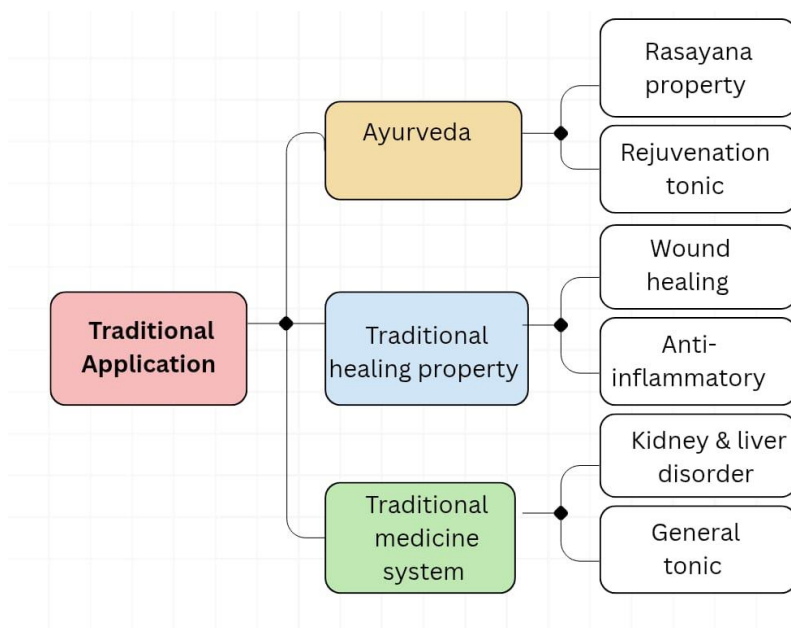 Traditional
Application
Ayurveda
Rasayana
property
Rejuvenation
tonic
Traditional
healing property
Wound
healing
Anti-
inflammatory
Traditional
medicine
system
Kidney & liver
disorder
General
tonic